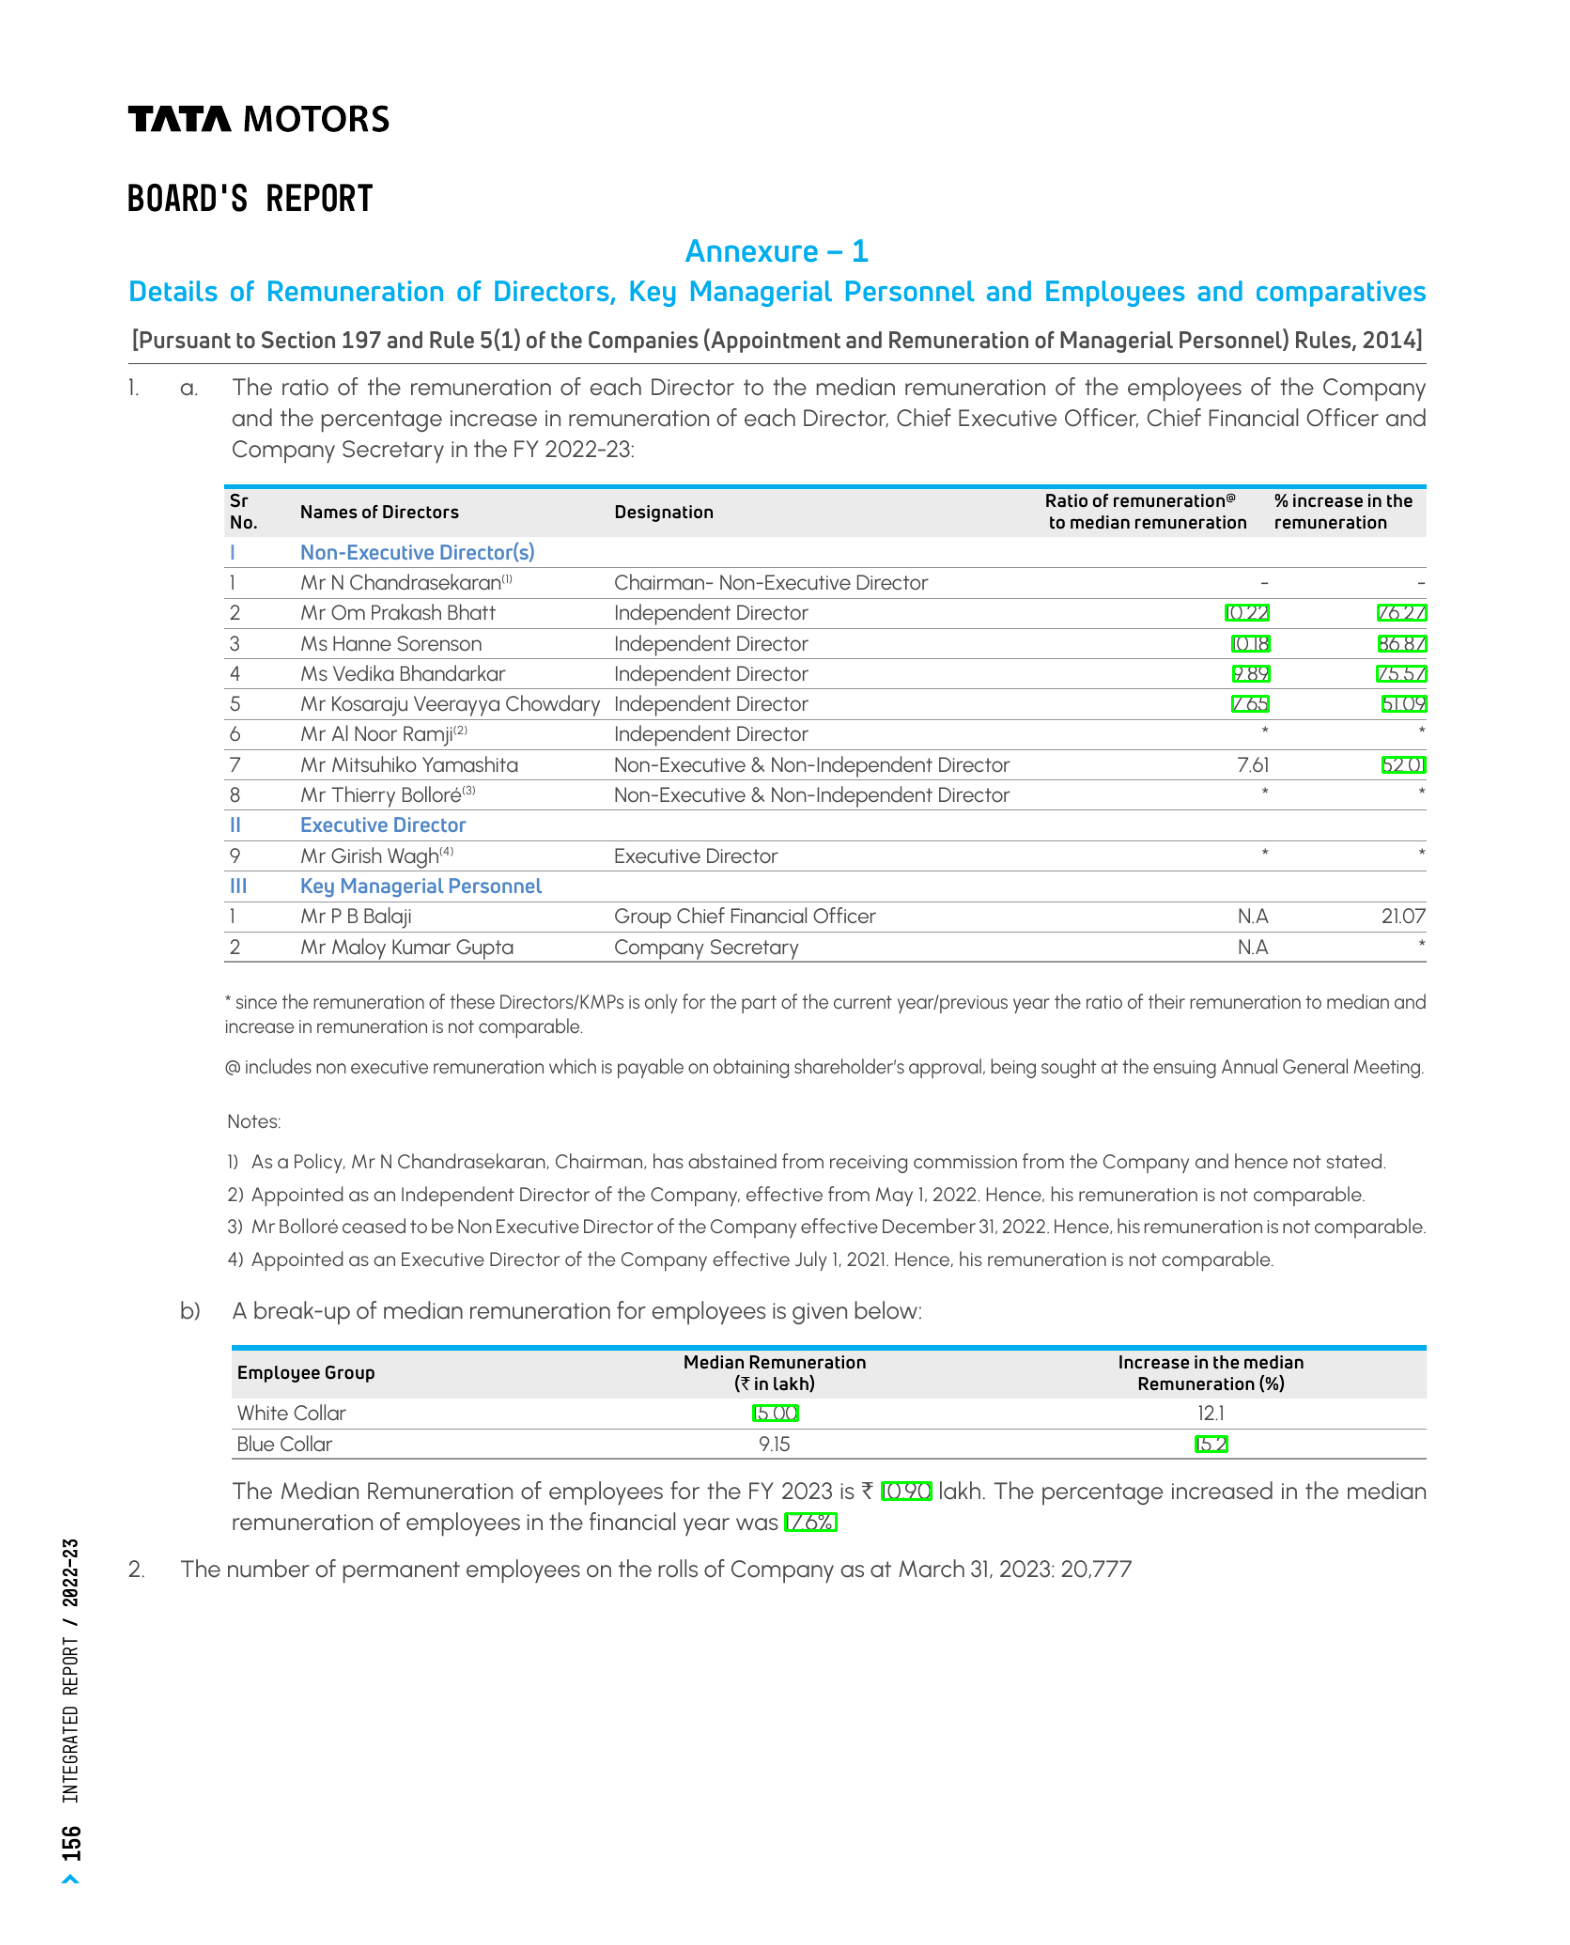 TATA MOTORS
BOARD'S REPORT
Annexure – 1
Details of Remuneration of Directors, Key Managerial Personnel and Employees and comparatives
[Pursuant to Section 197 and Rule 5(1) of the Companies (Appointment and Remuneration of Managerial Personnel) Rules, 2014]
1. a. The ratio of the remuneration of each Director to the median remuneration of the employees of the Company
and the percentage increase in remuneration of each Director, Chief Executive Officer, Chief Financial Officer and
Company Secretary in the FY 2022-23:
Sr No. Names of Directors Designation Ratio of remuneration@ to median remuneration % increase in the remuneration
I Non-Executive Director(s)
1 Mr N Chandrasekaran(1) Chairman- Non-Executive Director - -
2 Mr Om Prakash Bhatt Independent Director 10.22 76.27
3 Ms Hanne Sorenson Independent Director 10.18 86.87
4 Ms Vedika Bhandarkar Independent Director 9.89 75.57
5 Mr Kosaraju Veerayya Chowdary Independent Director 7.65 51.09
6 Mr Al Noor Ramji(2) Independent Director * *
7 Mr Mitsuhiko Yamashita Non-Executive & Non-Independent Director 7.61 52.01
8 Mr Thierry Bolloré(3) Non-Executive & Non-Independent Director * *
II Executive Director
9 Mr Girish Wagh(4) Executive Director * *
III Key Managerial Personnel
1 Mr P B Balaji Group Chief Financial Officer N.A 21.07
2 Mr Maloy Kumar Gupta Company Secretary N.A *
* since the remuneration of these Directors/KMPs is only for the part of the current year/previous year the ratio of their remuneration to median and
increase in remuneration is not comparable.
@ includes non executive remuneration which is payable on obtaining shareholder's approval, being sought at the ensuing Annual General Meeting.
Notes:
1) As a Policy, Mr N Chandrasekaran, Chairman, has abstained from receiving commission from the Company and hence not stated.
2) Appointed as an Independent Director of the Company, effective from May 1, 2022. Hence, his remuneration is not comparable.
3) Mr Bolloré ceased to be Non Executive Director of the Company effective December 31, 2022. Hence, his remuneration is not comparable.
4) Appointed as an Executive Director of the Company effective July 1, 2021. Hence, his remuneration is not comparable.
b) A break-up of median remuneration for employees is given below:
Employee Group Median Remuneration (₹ in lakh) Increase in the median Remuneration (%)
White Collar 15.00 12.1
Blue Collar 9.15 15.2
The Median Remuneration of employees for the FY 2023 is ₹ 10.90 lakh. The percentage increased in the median
remuneration of employees in the financial year was 17.6%
2. The number of permanent employees on the rolls of Company as at March 31, 2023: 20,777
156 INTEGRATED REPORT / 2022-23